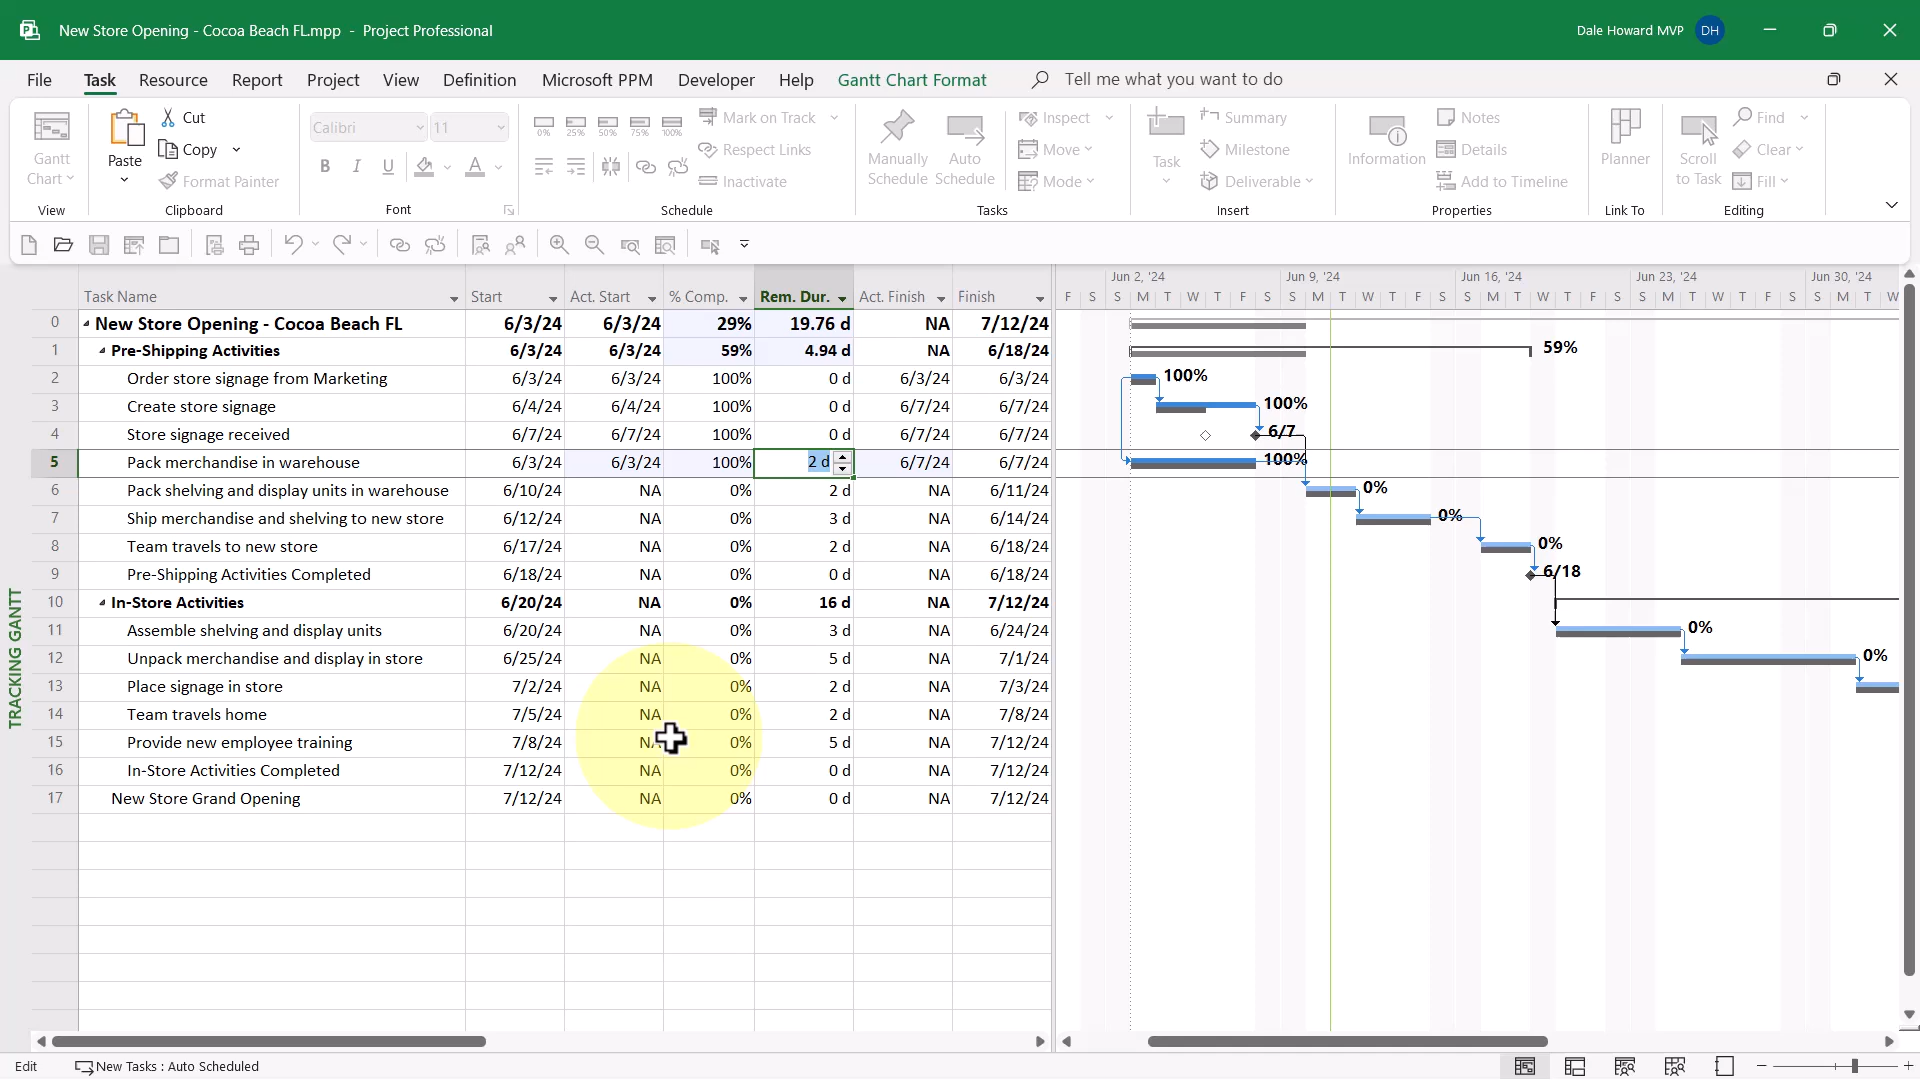 New Store Opening - Cocoa Beach FL.mpp - Project Professional
Dale Howard MVP DH
File Task Resource Report Project View Definition Microsoft PPM Developer Help Gantt Chart Format Tell me what you want to do
Gantt Chart
View
Paste
Cut
Copy
Format Painter
Clipboard
Calibri 11
B I U A
Font
0% 25% 50% 75% 100%
Mark on Track
Respect Links
Inactivate
Schedule
Manually Schedule
Auto Schedule
Inspect
Move
Mode
Tasks
Task
Summary
Milestone
Deliverable
Insert
Information
Notes
Details
Add to Timeline
Properties
Planner
Link To
Scroll to Task
Find
Clear
Fill
Editing
Task Name Start Act. Start % Comp. Rem. Dur. Act. Finish Finish
0 New Store Opening - Cocoa Beach FL 6/3/24 6/3/24 29% 19.76 d NA 7/12/24
1 Pre-Shipping Activities 6/3/24 6/3/24 59% 4.94 d NA 6/18/24
2 Order store signage from Marketing 6/3/24 6/3/24 100% 0 d 6/3/24 6/3/24
3 Create store signage 6/4/24 6/4/24 100% 0 d 6/7/24 6/7/24
4 Store signage received 6/7/24 6/7/24 100% 0 d 6/7/24 6/7/24
5 Pack merchandise in warehouse 6/3/24 6/3/24 100% 2 d 6/7/24 6/7/24
6 Pack shelving and display units in warehouse 6/10/24 NA 0% 2 d NA 6/11/24
7 Ship merchandise and shelving to new store 6/12/24 NA 0% 3 d NA 6/14/24
8 Team travels to new store 6/17/24 NA 0% 2 d NA 6/18/24
9 Pre-Shipping Activities Completed 6/18/24 NA 0% 0 d NA 6/18/24
10 In-Store Activities 6/20/24 NA 0% 16 d NA 7/12/24
11 Assemble shelving and display units 6/20/24 NA 0% 3 d NA 6/24/24
12 Unpack merchandise and display in store 6/25/24 NA 0% 5 d NA 7/1/24
13 Place signage in store 7/2/24 NA 0% 2 d NA 7/3/24
14 Team travels home 7/5/24 NA 0% 2 d NA 7/8/24
15 Provide new employee training 7/8/24 0% 5 d NA 7/12/24
16 In-Store Activities Completed 7/12/24 NA 0% 0 d NA 7/12/24
17 New Store Grand Opening 7/12/24 NA 0% 0 d NA 7/12/24
Jun 2, '24 Jun 9, '24 Jun 16, '24 Jun 23, '24 Jun 30, '24
F S S M T W T F S S M T W T F S S M T W T F S S M T W T F S S M T W
59%
100%
100%
6/7
100%
0%
0%
0%
6/18
0%
0%
TRACKING GANTT
Edit New Tasks : Auto Scheduled